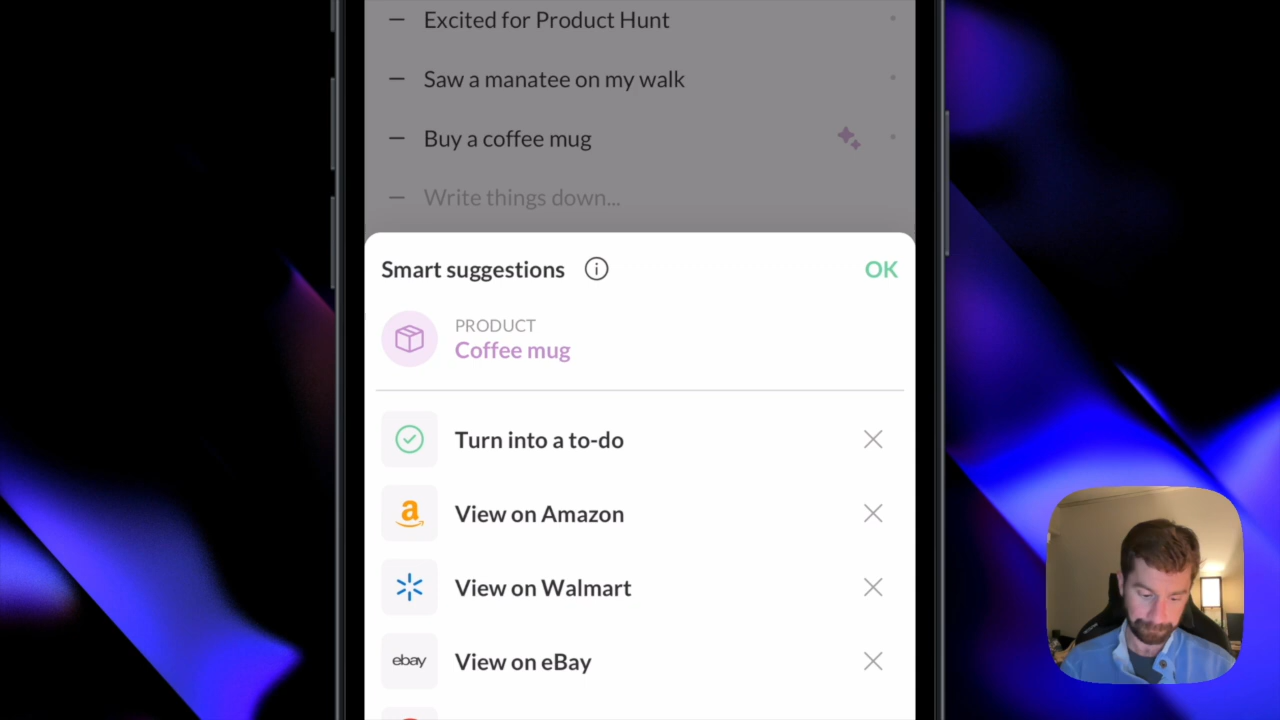 Excited for Product Hunt
Saw a manatee on my walk
Buy a coffee mug
Write things down...
Smart suggestions
OK
PRODUCT
Coffee mug
Turn into a to-do
View on Amazon
View on Walmart
ebay
View on eBay